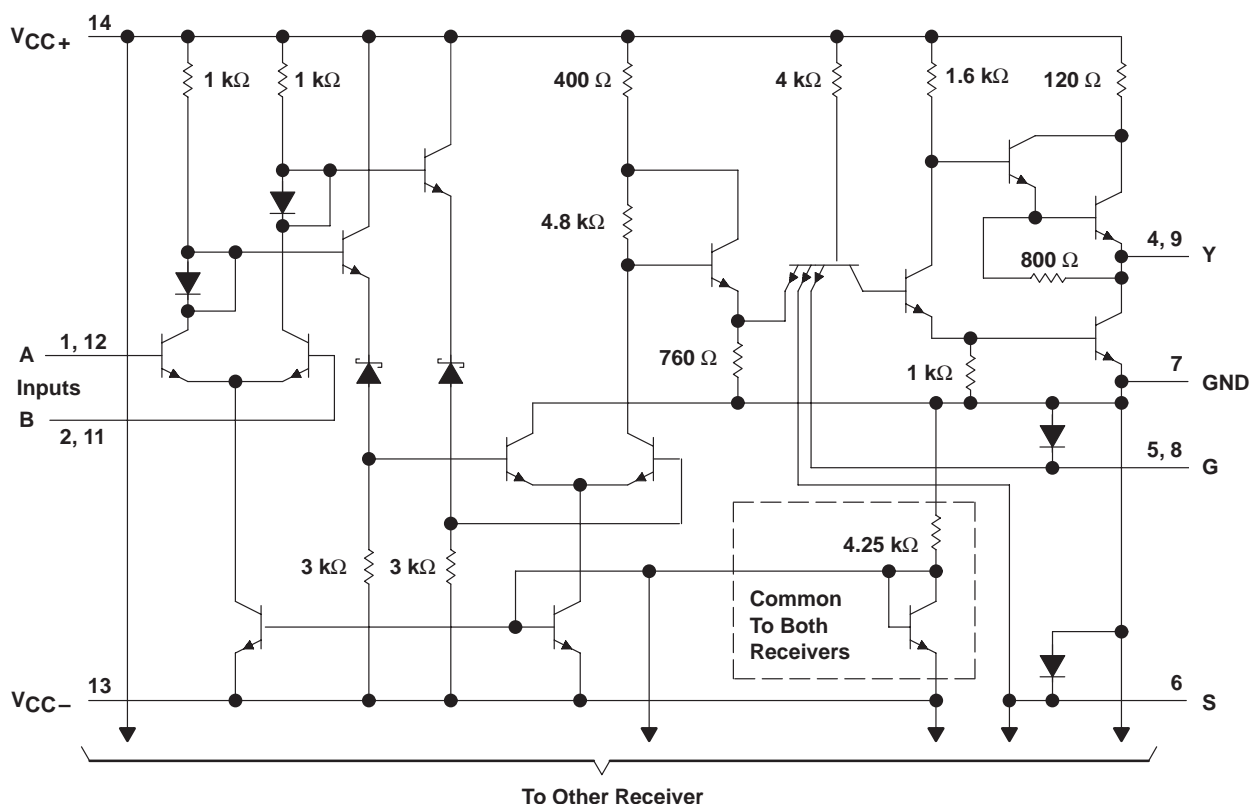 VCC+
14
1 kΩ
1 kΩ
400 Ω
4 kΩ
1.6 kΩ
120 Ω
4.8 kΩ
4, 9
Y
800 Ω
A
1, 12
Inputs
B
2, 11
760 Ω
1 kΩ
7
GND
5, 8
G
3 kΩ
3 kΩ
4.25 kΩ
Common
To Both
Receivers
VCC−
13
6
S
To Other Receiver